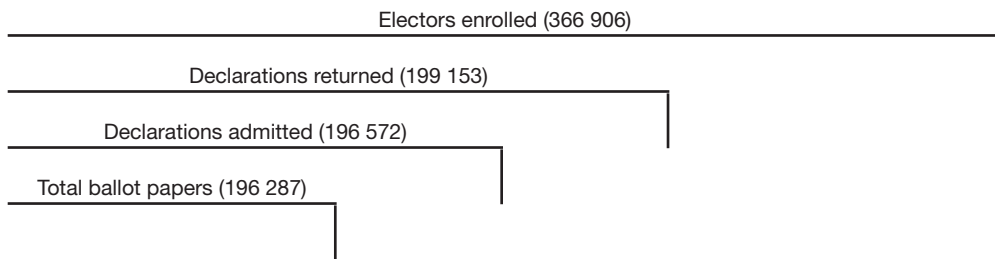 Electors enrolled (366 906)
Declarations returned (199 153)
Declarations admitted (196 572)
Total ballot papers (196 287)